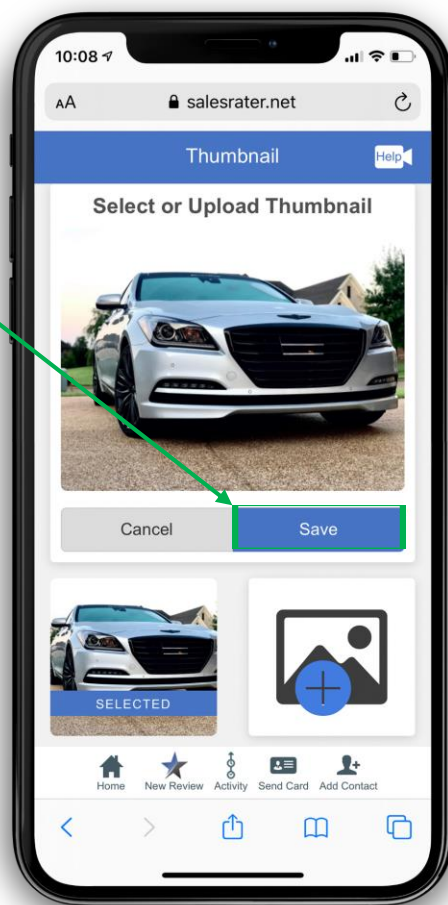 10:08
AA salesrater.net
Thumbnail Help
Select or Upload Thumbnail
Cancel Save
SELECTED
Home New Review Activity Send Card Add Contact